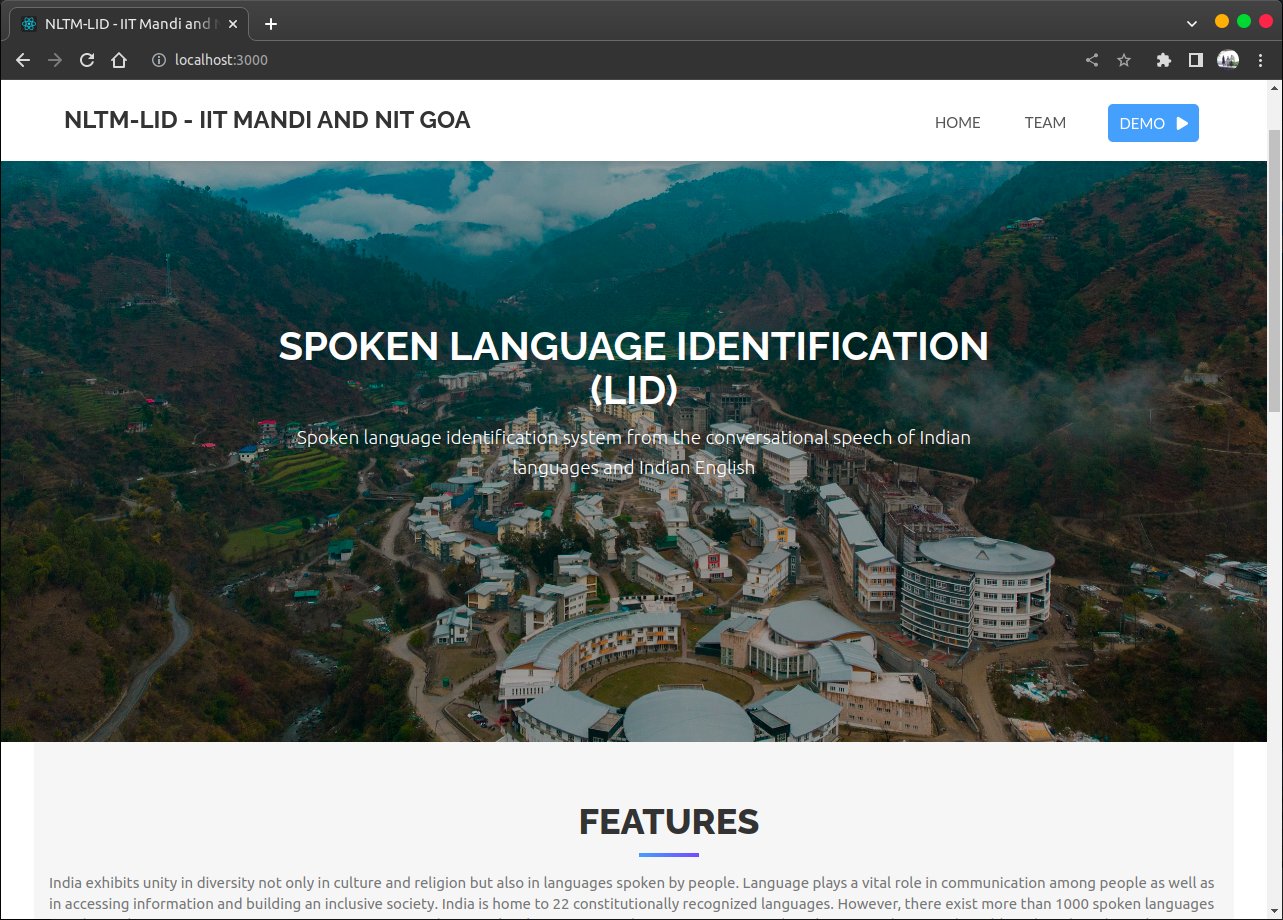 NLTM-LID - IIT Mandi and
localhost:3000
NLTM-LID - IIT MANDI AND NIT GOA
HOME
TEAM
DEMO
SPOKEN LANGUAGE IDENTIFICATION
(LID)
Spoken language identification system from the conversational speech of Indian
languages and Indian English
FEATURES
India exhibits unity in diversity not only in culture and religion but also in languages spoken by people. Language plays a vital role in communication among people as well as
in accessing information and building an inclusive society. India is home to 22 constitutionally recognized languages. However, there exist more than 1000 spoken languages